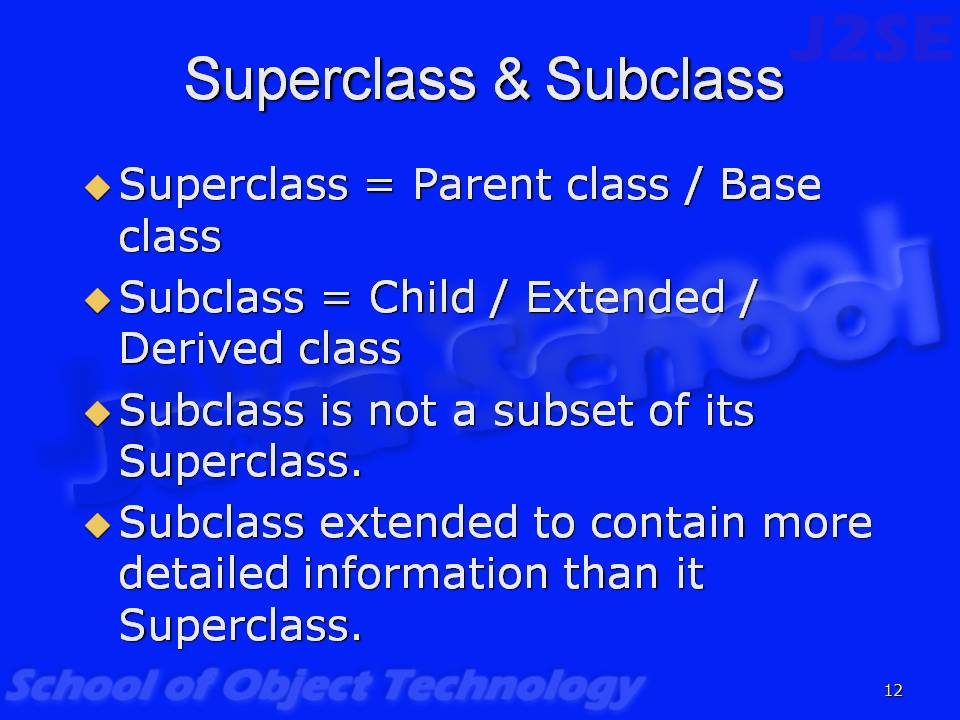 J2SE
Superclass & Subclass
Superclass = Parent class / Base
class
Subclass = Child / Extended /
Derived class
Subclass is not a subset of its
Superclass.
Subclass extended to contain more
detailed information than it
Superclass.
Java School
School of Object Technology
12